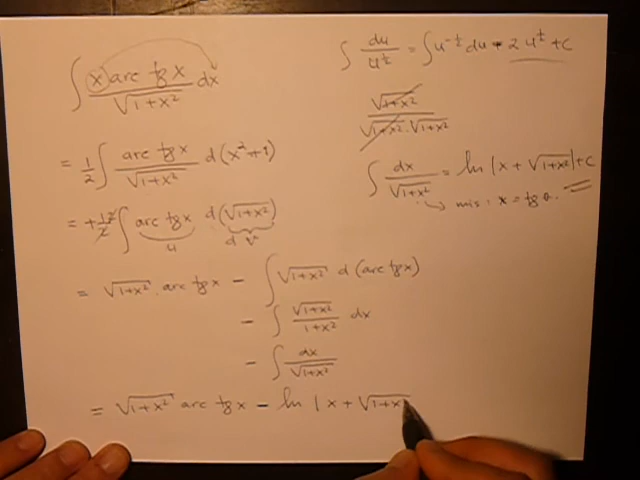 ∫ x arc tg x / √(1+x²) dx
= 1/2 ∫ arc tg x / √(1+x²) d(x²+1)
= + 1·2/2 ∫ arc tg x d(√(1+x²))
u dv
= √(1+x²) . arc tg x − ∫ √(1+x²) d(arc tg x)
− ∫ √(1+x²) / 1+x² dx
− ∫ dx / √(1+x²)
= √(1+x²) arc tg x − ln |x + √(1+x
∫ du / u^½ = ∫ u^-½ du = 2 u^½ + C
√(1+x²) / √(1+x²) . √(1+x²)
∫ dx / √(1+x²) = ln |x + √(1+x²)| + C
mis : x = tg θ.